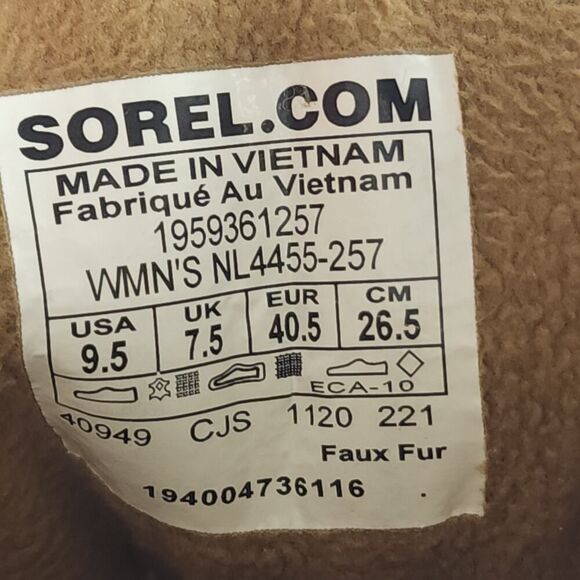 SOREL.COM
MADE IN VIETNAM
Fabriqué Au Vietnam
1959361257
WMN'S NL4455-257
USA UK EUR CM
9.5 7.5 40.5 26.5
ECA-10
40949 CJS 1120 221
Faux Fur
194004736116